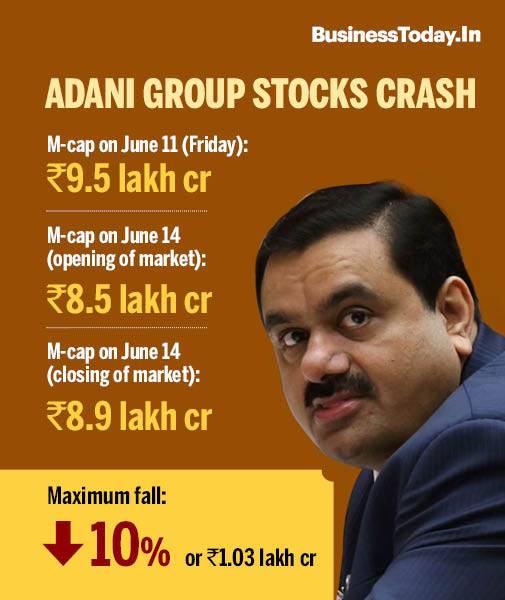 BusinessToday.In
ADANI GROUP STOCKS CRASH
M-cap on June 11 (Friday):
₹9.5 lakh cr
M-cap on June 14
(opening of market):
₹8.5 lakh cr
M-cap on June 14
(closing of market):
₹8.9 lakh cr
Maximum fall:
10% or ₹1.03 lakh cr